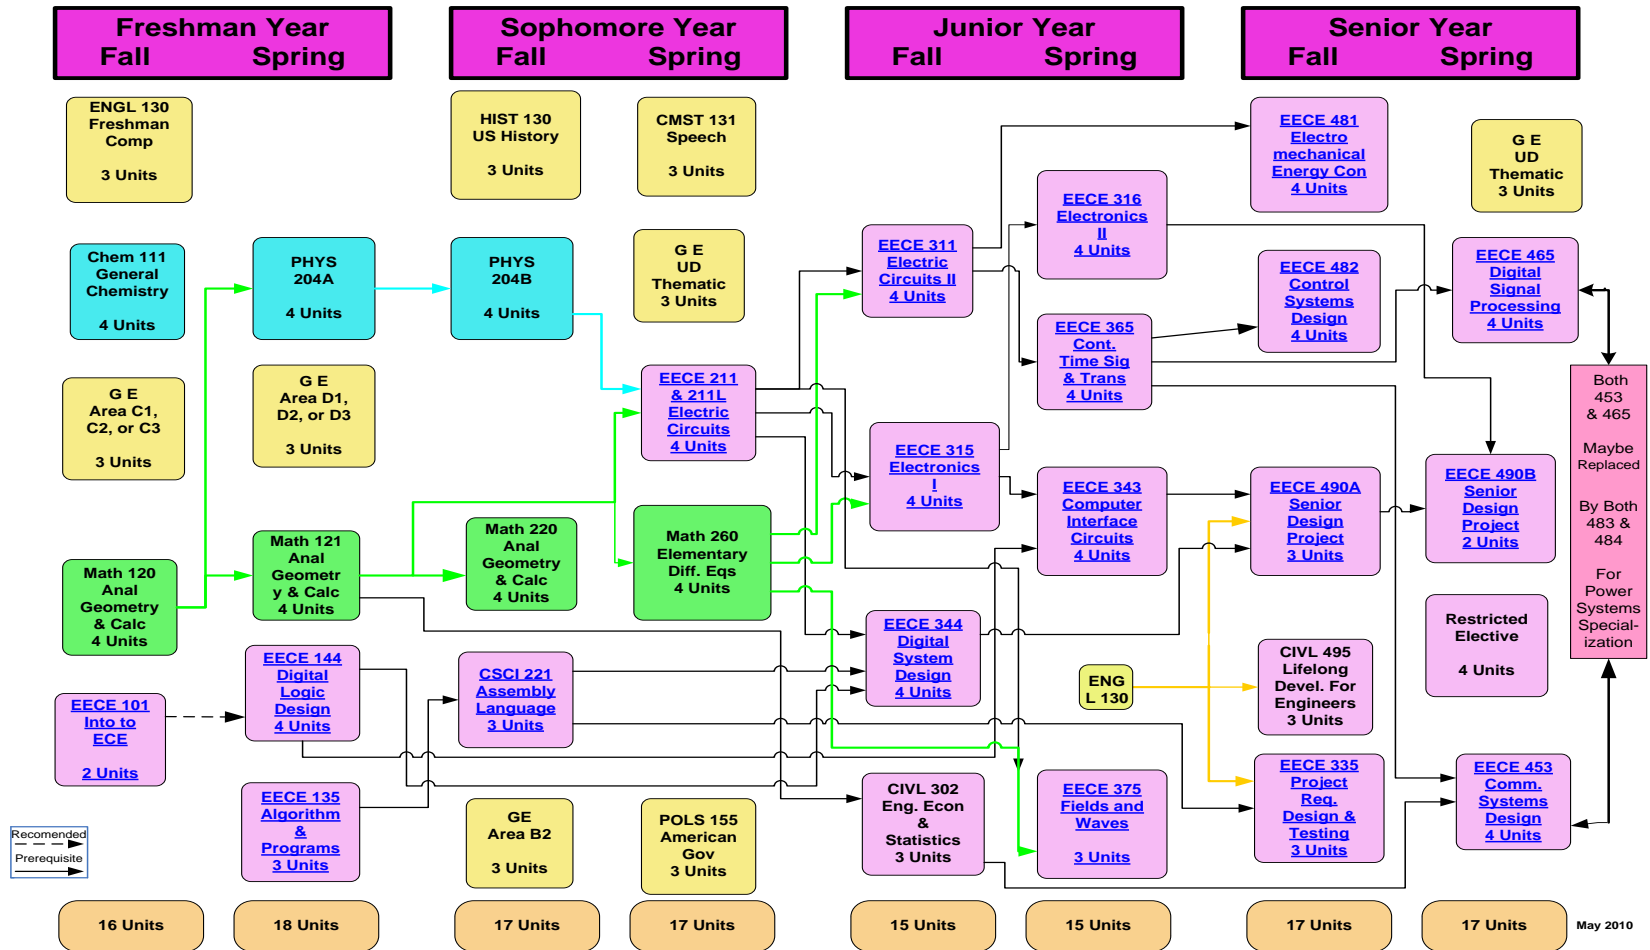 Freshman Year
Fall Spring
Sophomore Year
Fall Spring
Junior Year
Fall Spring
Senior Year
Fall Spring
ENGL 130
Freshman
Comp
3 Units
Chem 111
General
Chemistry
4 Units
G E
Area C1,
C2, or C3
3 Units
Math 120
Anal
Geometry
& Calc
4 Units
EECE 101
Into to
ECE
2 Units
Recomended
Prerequisite
16 Units
PHYS
204A
4 Units
G E
Area D1,
D2, or D3
3 Units
Math 121
Anal
Geometr
y & Calc
4 Units
EECE 144
Digital
Logic
Design
4 Units
EECE 135
Algorithm
&
Programs
3 Units
18 Units
HIST 130
US History
3 Units
PHYS
204B
4 Units
Math 220
Anal
Geometry
& Calc
4 Units
CSCI 221
Assembly
Language
3 Units
GE
Area B2
3 Units
17 Units
CMST 131
Speech
3 Units
G E
UD
Thematic
3 Units
EECE 211
& 211L
Electric
Circuits
4 Units
Math 260
Elementary
Diff. Eqs
4 Units
POLS 155
American
Gov
3 Units
17 Units
EECE 311
Electric
Circuits II
4 Units
EECE 315
Electronics
I
4 Units
EECE 344
Digital
System
Design
4 Units
CIVL 302
Eng. Econ
&
Statistics
3 Units
15 Units
EECE 316
Electronics
II
4 Units
EECE 365
Cont.
Time Sig
& Trans
4 Units
EECE 343
Computer
Interface
Circuits
4 Units
ENG
L 130
EECE 375
Fields and
Waves
3 Units
15 Units
EECE 481
Electro
mechanical
Energy Con
4 Units
EECE 482
Control
Systems
Design
4 Units
EECE 490A
Senior
Design
Project
3 Units
CIVL 495
Lifelong
Devel. For
Engineers
3 Units
EECE 335
Project
Req.
Design &
Testing
3 Units
17 Units
G E
UD
Thematic
3 Units
EECE 465
Digital
Signal
Processing
4 Units
EECE 490B
Senior
Design
Project
2 Units
Restricted
Elective
4 Units
EECE 453
Comm.
Systems
Design
4 Units
17 Units
Both
453
& 465
Maybe
Replaced
By Both
483 &
484
For
Power
Systems
Special-
ization
May 2010